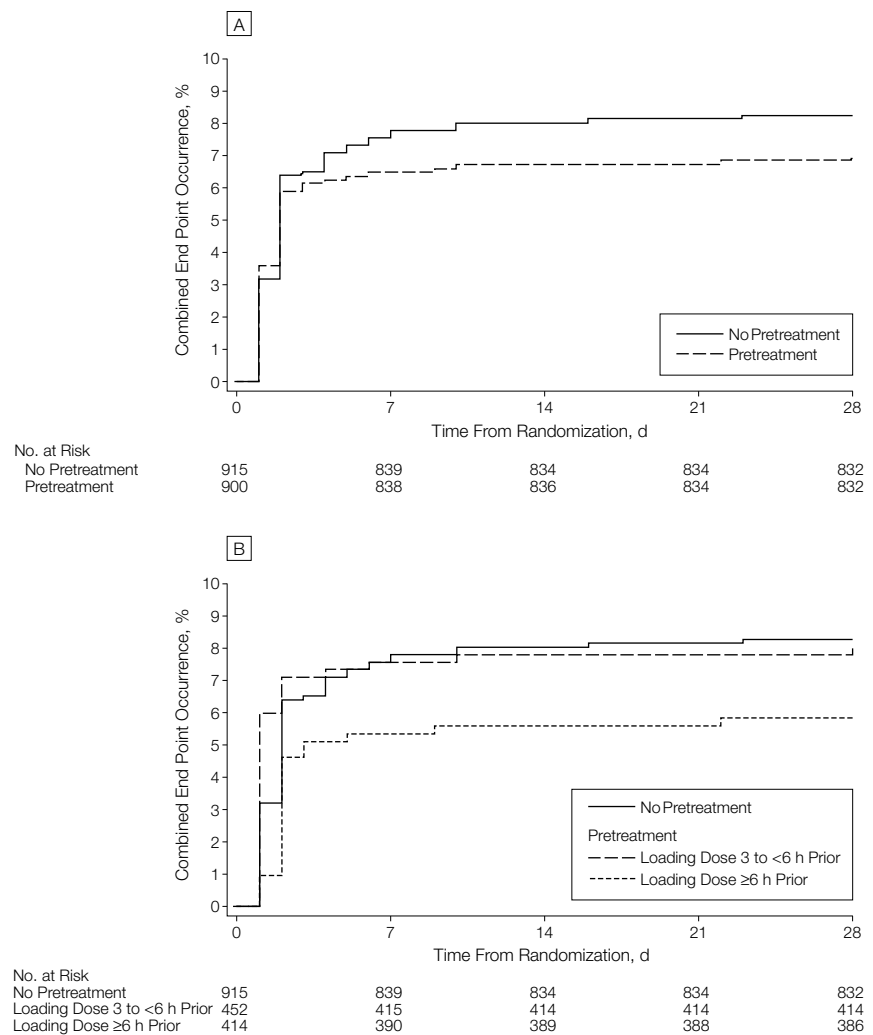 A
Combined End Point Occurrence, %
10
9
8
7
6
5
4
3
2
1
0
No Pretreatment
Pretreatment
0 7 14 21 28
Time From Randomization, d
No. at Risk
No Pretreatment 915 839 834 834 832
Pretreatment 900 838 836 834 832
B
Combined End Point Occurrence, %
10
9
8
7
6
5
4
3
2
1
0
No Pretreatment
Pretreatment
Loading Dose 3 to <6 h Prior
Loading Dose ≥6 h Prior
0 7 14 21 28
Time From Randomization, d
No. at Risk
No Pretreatment 915 839 834 834 832
Loading Dose 3 to <6 h Prior 452 415 414 414 414
Loading Dose ≥6 h Prior 414 390 389 388 386